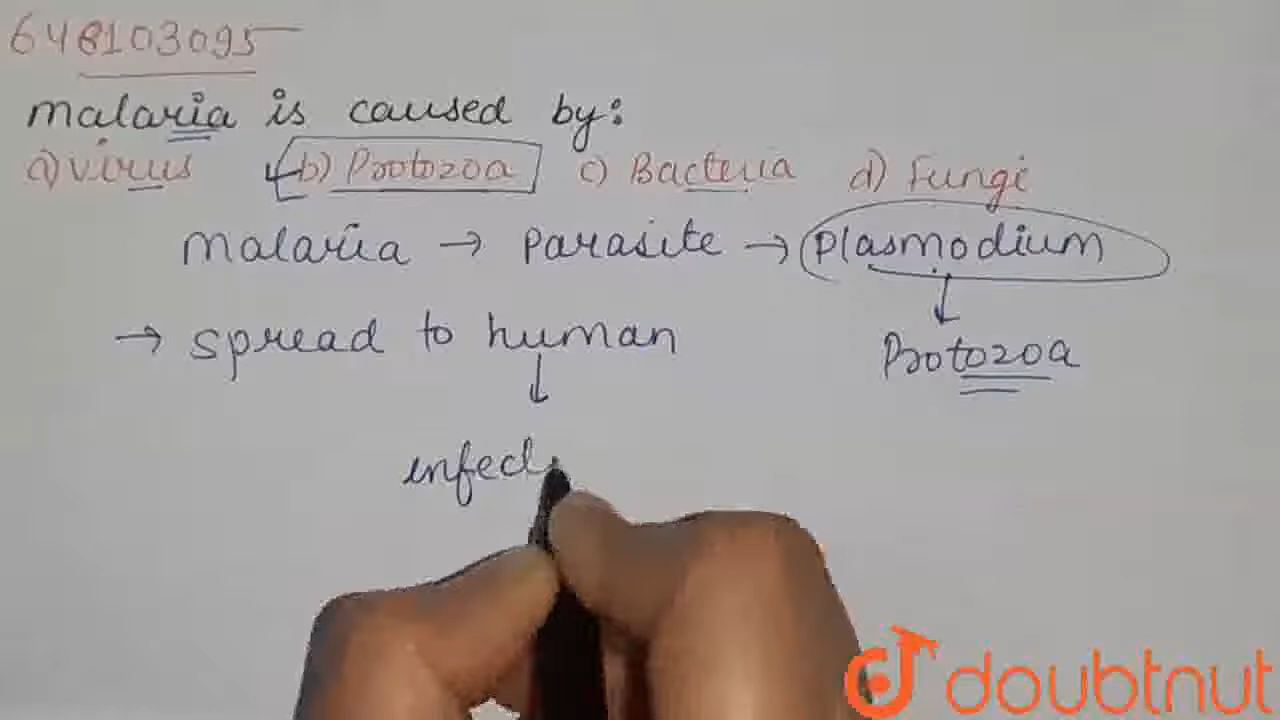 648103095
malaria is caused by:
a) virus b) Protozoa c) Bacteria d) Fungi
malaria → Parasite → Plasmodium
→ spread to human
Protozoa
infect
doubtnut